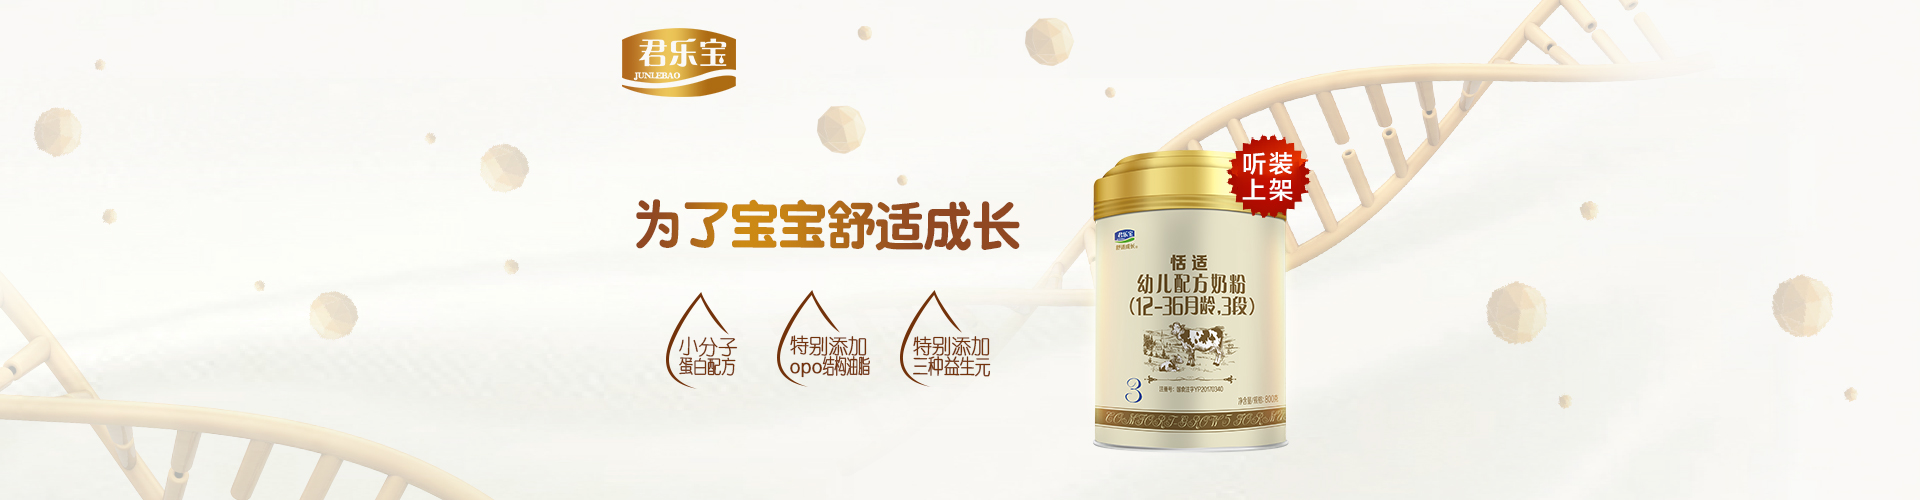 君乐宝
JUNLEBAO
为了宝宝舒适成长
小分子
蛋白配方
特别添加
opo结构油脂
特别添加
三种益生元
听装
上架
君乐宝
舒适成长
恬适
幼儿配方奶粉
(12-36月龄,3段)
3
注册号：国食注字YP20170340
净含量/规格：800克